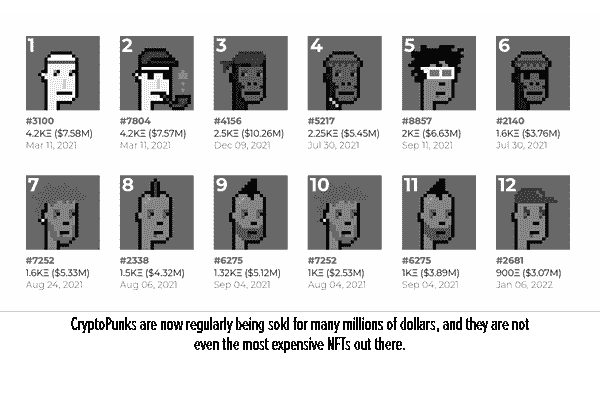 1 2 3 4 5 6
#3100 #7804 #4156 #5217 #8857 #2140
4.2KΞ ($7.58M) 4.2KΞ ($7.57M) 2.5KΞ ($10.26M) 2.25KΞ ($5.45M) 2KΞ ($6.63M) 1.6KΞ ($3.76M)
Mar 11, 2021 Mar 11, 2021 Dec 09, 2021 Jul 30, 2021 Sep 11, 2021 Jul 30, 2021
7 8 9 10 11 12
#7252 #2338 #6275 #7252 #6275 #2681
1.6KΞ ($5.33M) 1.5KΞ ($4.32M) 1.32KΞ ($5.12M) 1KΞ ($2.53M) 1KΞ ($3.89M) 900Ξ ($3.07M)
Aug 24, 2021 Aug 06, 2021 Sep 04, 2021 Aug 04, 2021 Sep 04, 2021 Jan 06, 2022
CryptoPunks are now regularly being sold for many millions of dollars, and they are not
even the most expensive NFTs out there.